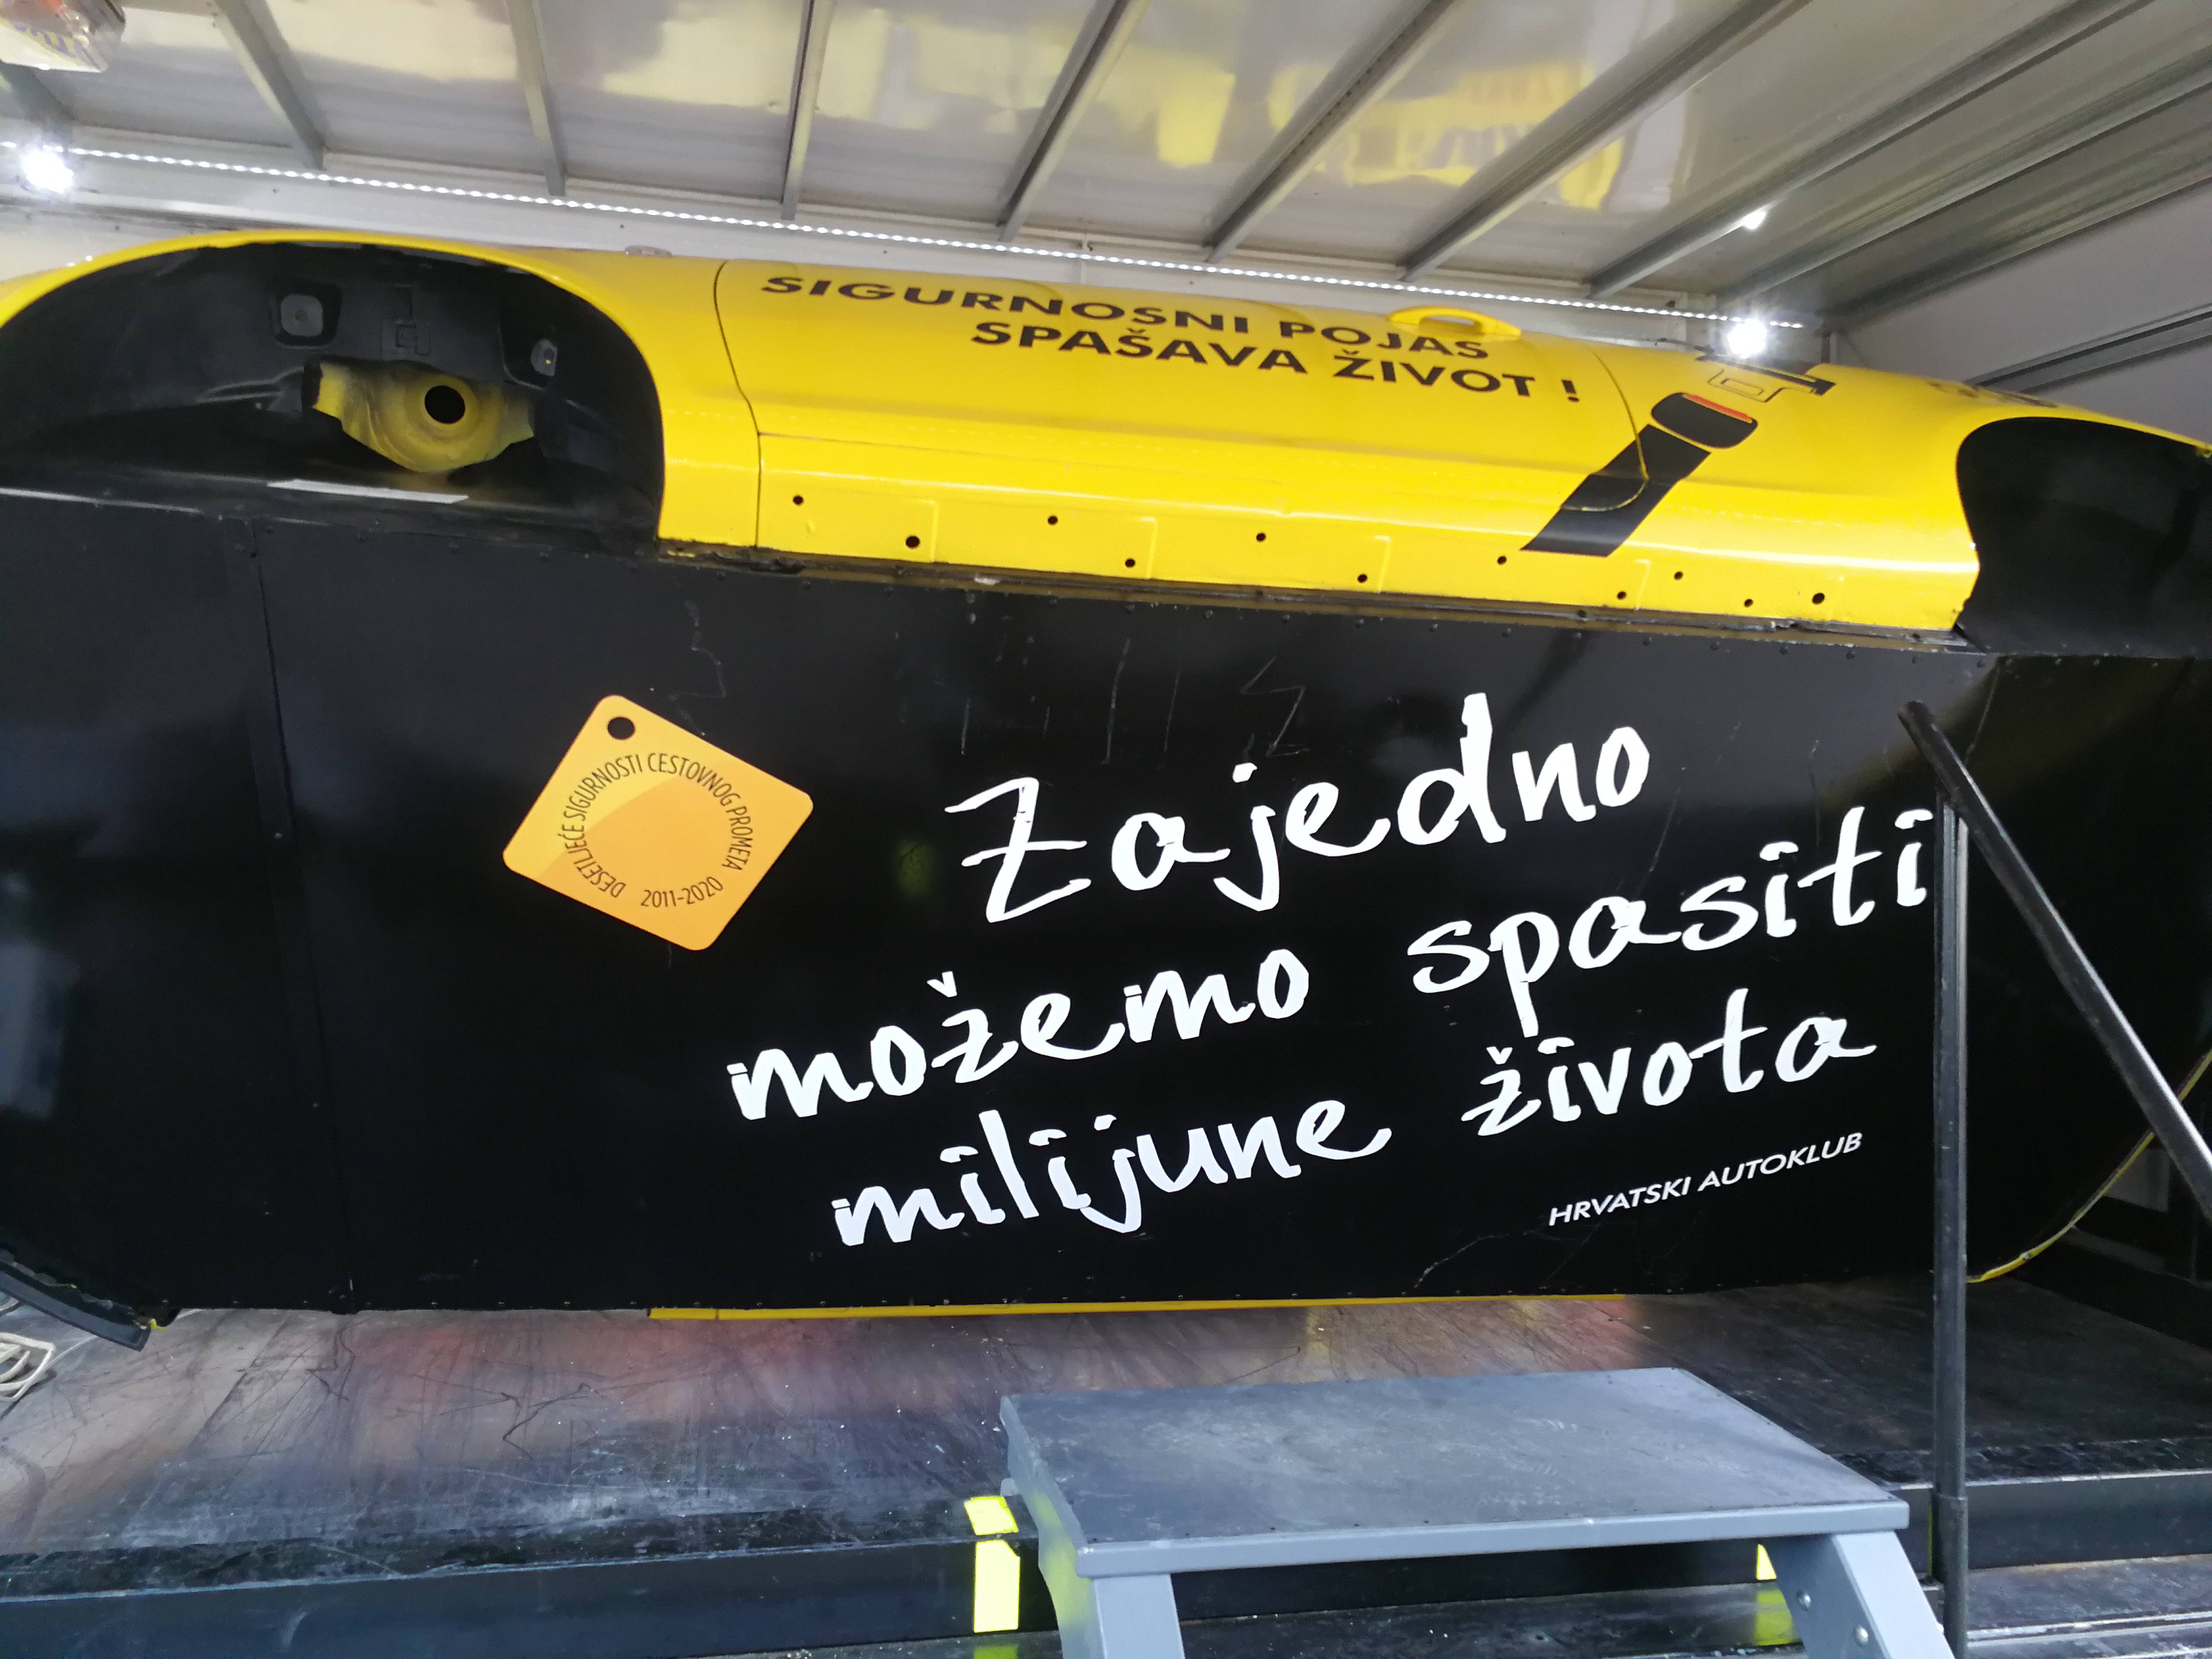 SIGURNOSNI POJAS
SPAŠAVA ŽIVOT !
DESETLJEĆE SIGURNOSTI CESTOVNOG PROMETA
2011-2020
Zajedno
možemo spasiti
milijune života
HRVATSKI AUTOKLUB